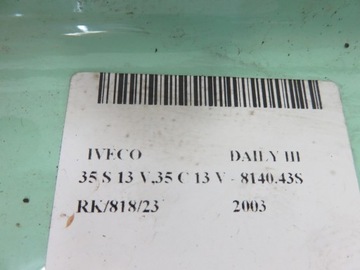 IVECO DAILY III
35 S 13 V,35 C 13 V - 8140.43S
RK/818/23 2003